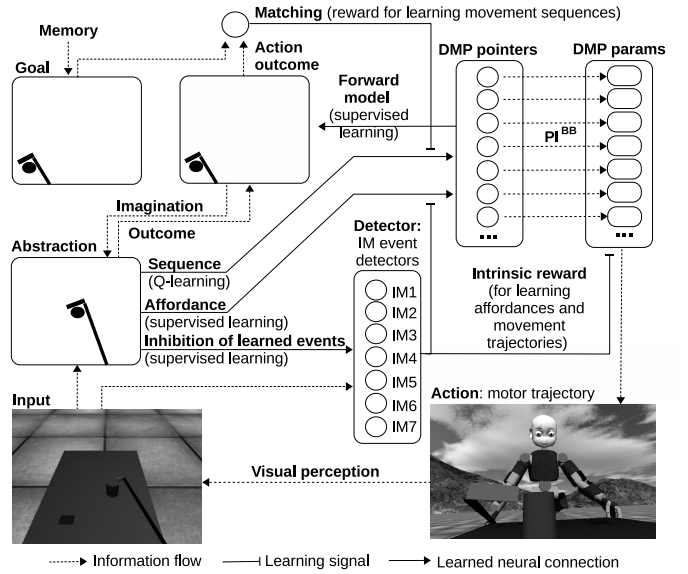 Matching (reward for learning movement sequences)
Memory
Goal
Action
outcome
DMP pointers
DMP params
Forward
model
(supervised
learning)
PI BB
Imagination
Outcome
Abstraction
Detector:
IM event
detectors
Sequence
(Q-learning)
Affordance
(supervised learning)
Inhibition of learned events
(supervised learning)
Intrinsic reward
(for learning
affordances and
movement
trajectories)
IM1
IM2
IM3
IM4
IM5
IM6
IM7
Input
Action: motor trajectory
Visual perception
Information flow
Learning signal
Learned neural connection